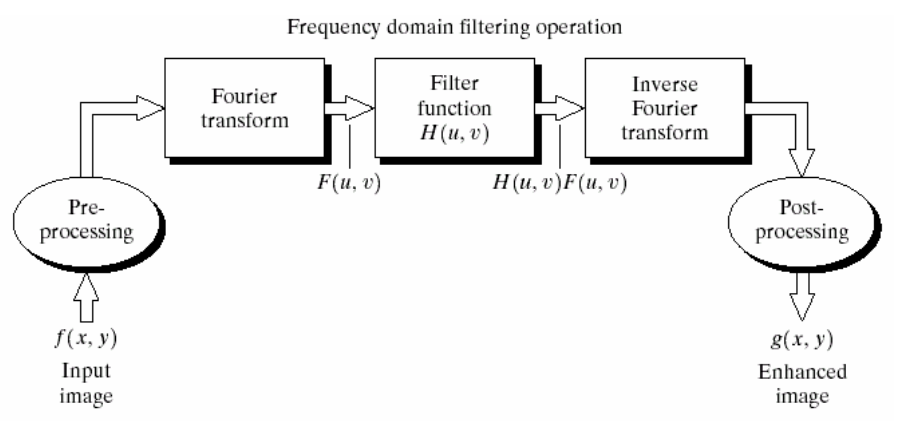 Frequency domain filtering operation
Fourier
transform
Filter
function
H(u, v)
Inverse
Fourier
transform
F(u, v)
H(u, v)F(u, v)
Pre-
processing
Post-
processing
f(x, y)
Input
image
g(x, y)
Enhanced
image